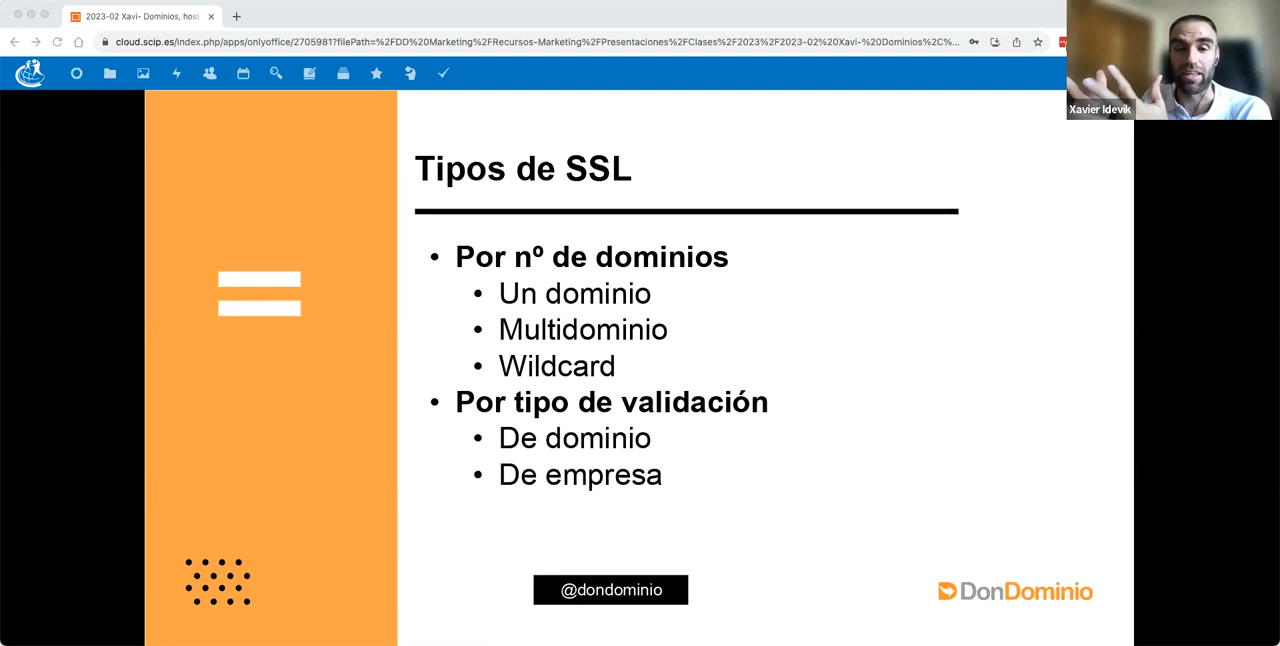 2023-02 Xavi- Dominios, hos
cloud.scip.es/index.php/apps/onlyoffice/2705981?filePath=%2FDD%20Marketing%2FRecursos-Marketing%2FPresentaciones%2FClases%2F2023%2F2023-02%20Xavi-%20Dominios%2C%...
Xavier Idevik
Tipos de SSL
• Por nº de dominios
• Un dominio
• Multidominio
• Wildcard
• Por tipo de validación
• De dominio
• De empresa
@dondominio
DonDominio